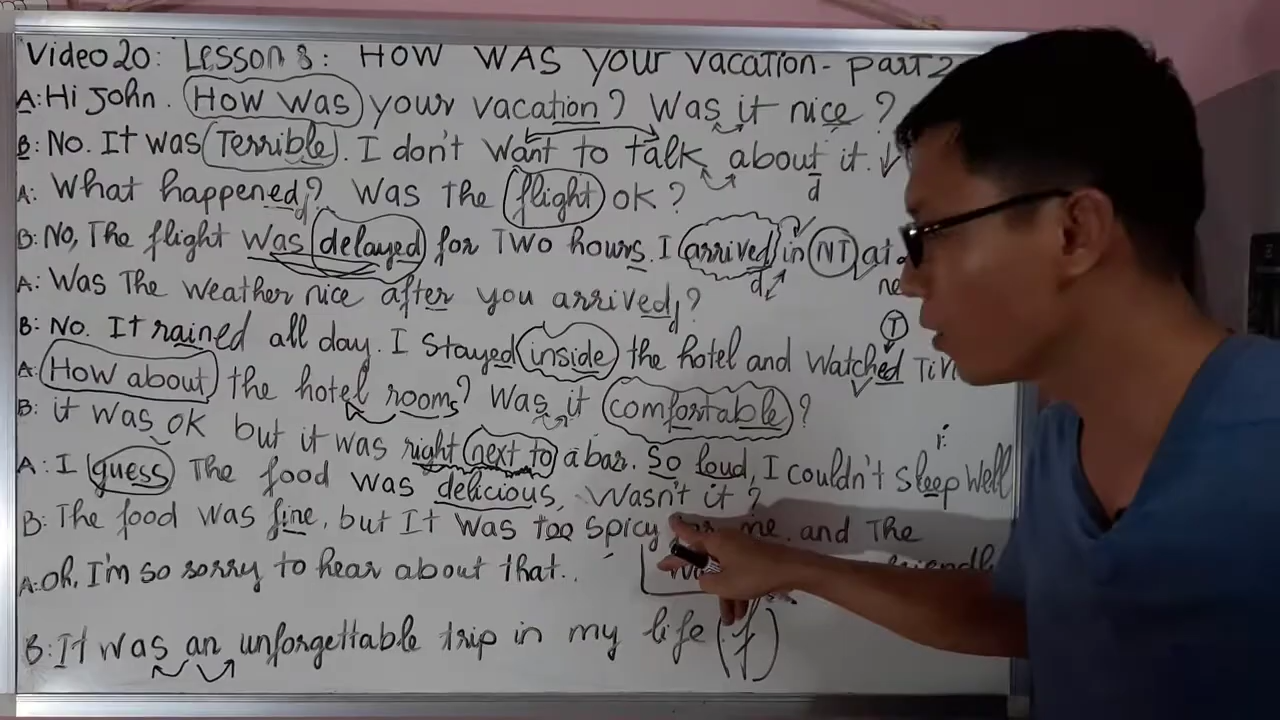 Video 20: Lesson 8: HOW WAS YOUR VACATION - part 2
A: Hi John. How was your vacation? Was it nice?
B: No. It was Terrible. I don't want to talk about it.
d
A: What happened? Was the flight ok?
d
B: No, The flight was delayed for Two hours. I arrived in NT at
d
A: Was The weather nice after you arrived?
d
B: No. It rained all day. I stayed inside the hotel and watched
T
A: How about the hotel rooms? Was it comfortable?
B: it was ok but it was right next to a bar. So loud, I couldn't sleep well
i:
A: I guess The food was delicious, Wasn't it?
B: The food was fine, but It was too spicy me. and The
A: Oh, I'm so sorry to hear about that..
B: It was an unforgettable trip in my life (f)